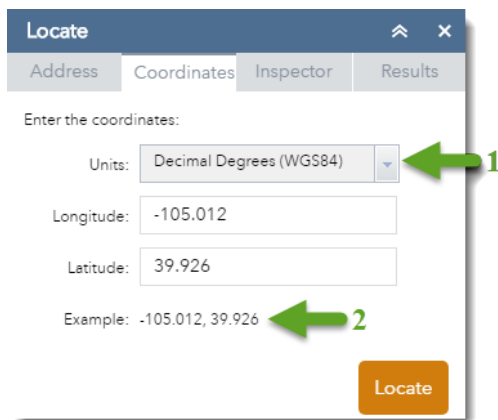 Locate
Address Coordinates Inspector Results
Enter the coordinates:
Units: Decimal Degrees (WGS84) 1
Longitude: -105.012
Latitude: 39.926
Example: -105.012, 39.926 2
Locate